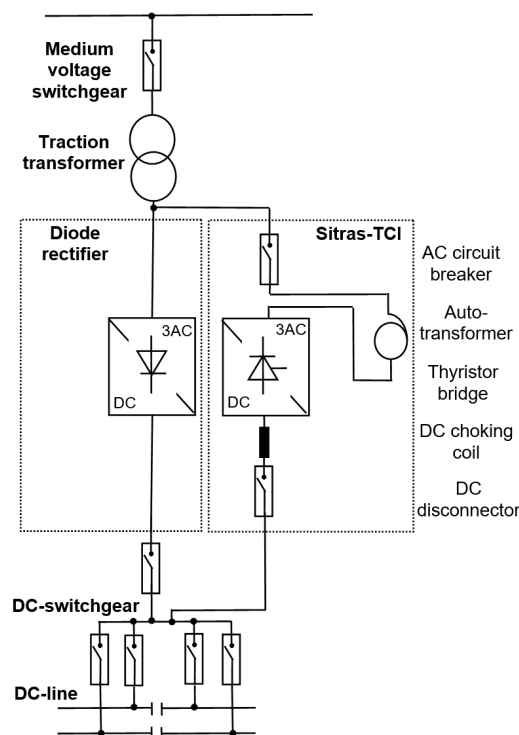 Medium
voltage
switchgear
Traction
transformer
Diode
rectifier
Sitras-TCI
AC circuit
breaker
3AC
DC
3AC
DC
Auto-
transformer
Thyristor
bridge
DC choking
coil
DC
disconnector
DC-switchgear
DC-line